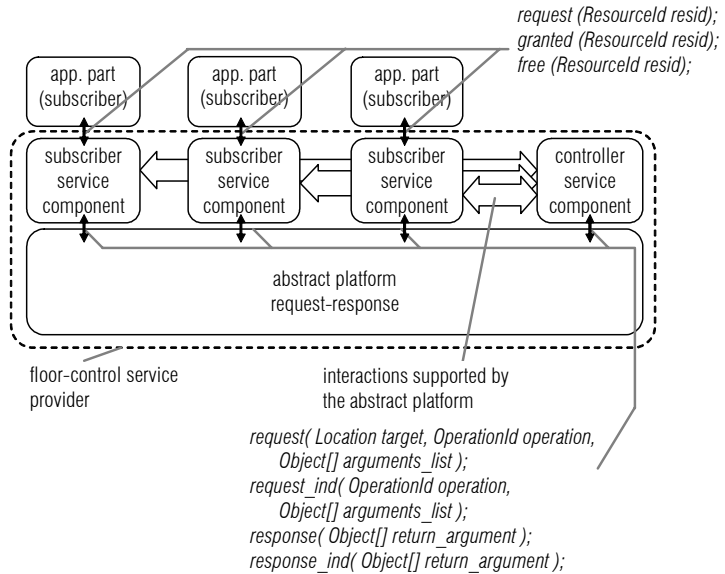 request (ResourceId resid);
granted (ResourceId resid);
free (ResourceId resid);
app. part
(subscriber)
app. part
(subscriber)
app. part
(subscriber)
subscriber
service
component
subscriber
service
component
subscriber
service
component
controller
service
component
abstract platform
request-response
floor-control service
provider
interactions supported by
the abstract platform
request( Location target, OperationId operation,
Object[] arguments_list );
request_ind( OperationId operation,
Object[] arguments_list );
response( Object[] return_argument );
response_ind( Object[] return_argument );